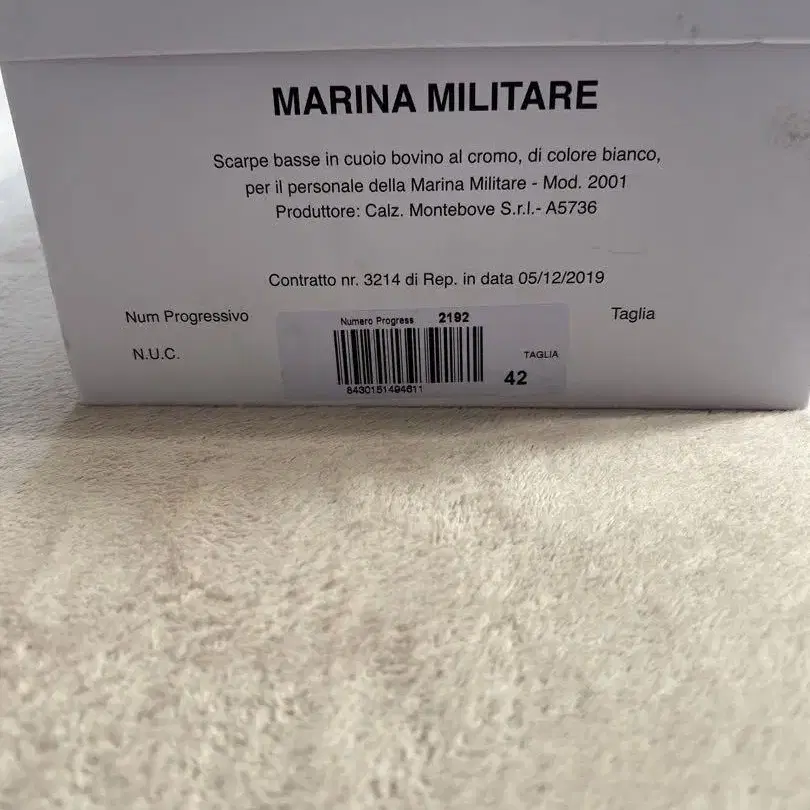 MARINA MILITARE
Scarpe basse in cuoio bovino al cromo, di colore bianco,
per il personale della Marina Militare - Mod. 2001
Produttore: Calz. Montebove S.r.l.- A5736
Contratto nr. 3214 di Rep. in data 05/12/2019
Num Progressivo
Numero Progress 2192
Taglia
N.U.C.
TAGLIA
42
8430151494611